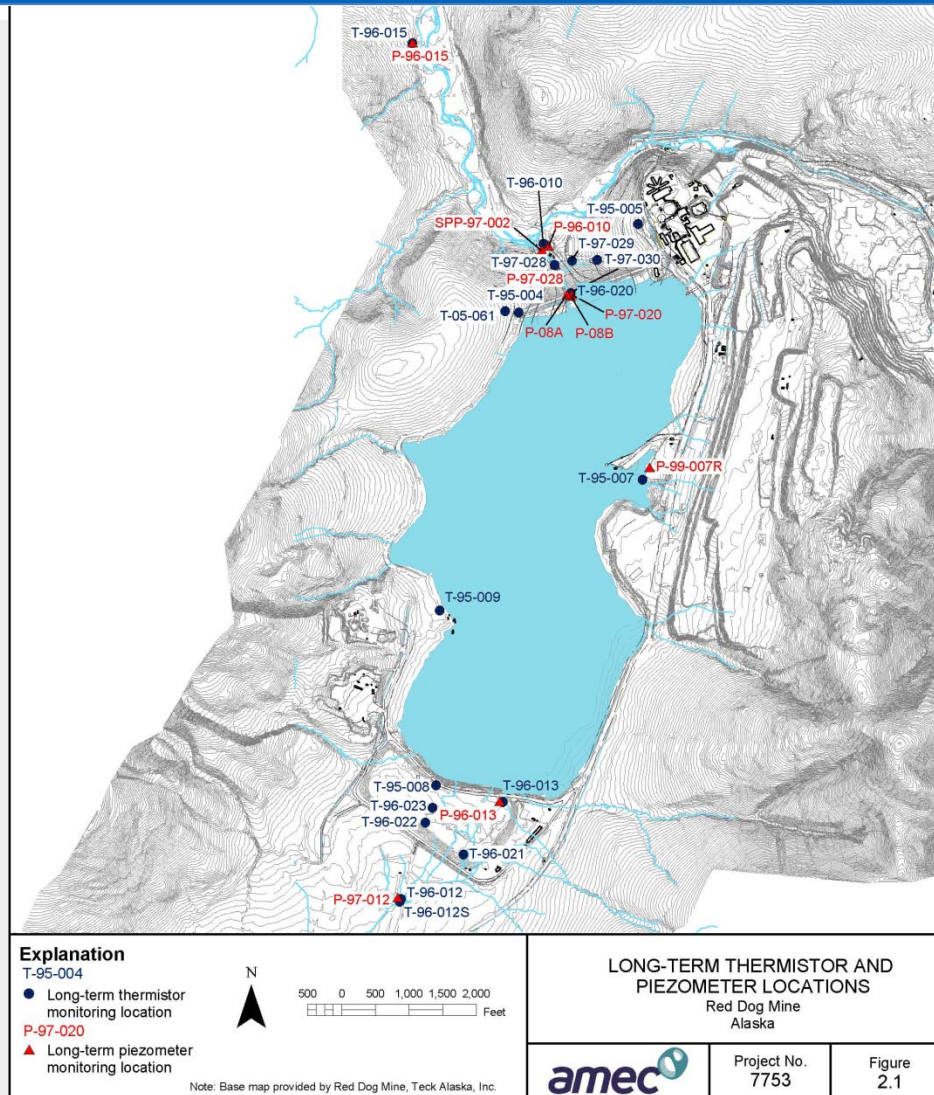 T-96-015
P-96-015
T-96-010
T-95-005
SPP-97-002
P-96-010
T-97-029
T-97-028
T-97-030
P-97-028
T-95-004
T-96-020
T-05-061
P-97-020
P-08A
P-08B
P-99-007R
T-95-007
T-95-009
T-95-008
T-96-013
T-96-023
P-96-013
T-96-022
T-96-021
P-97-012
T-96-012
T-96-012S
Explanation
T-95-004
Long-term thermistor
monitoring location
P-97-020
Long-term piezometer
monitoring location
N
500 0 500 1,000 1,500 2,000
Feet
Note: Base map provided by Red Dog Mine, Teck Alaska, Inc.
LONG-TERM THERMISTOR AND
PIEZOMETER LOCATIONS
Red Dog Mine
Alaska
amec
Project No.
7753
Figure
2.1